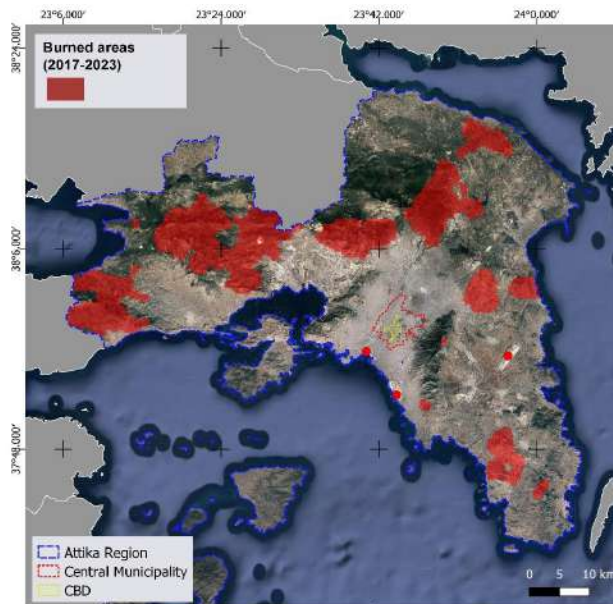 23°6,000' 23°24,000' 23°42,000' 24°0,000'
38°24,000'
Burned areas
(2017-2023)
38°6,000'
37°48,000'
Attika Region
Central Municipality
CBD
0 5 10 km